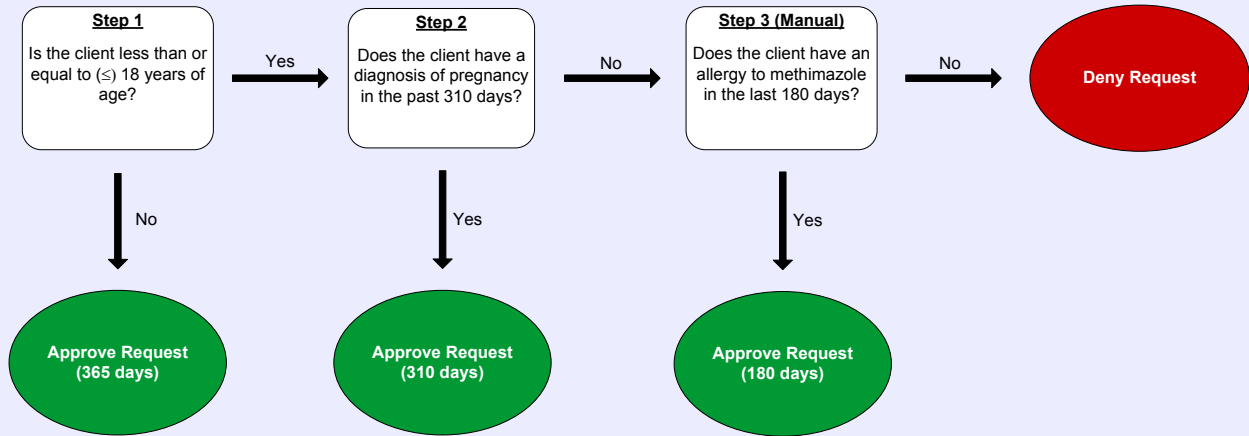 Step 1
Is the client less than or
equal to (≤) 18 years of
age?
Yes
Step 2
Does the client have a
diagnosis of pregnancy
in the past 310 days?
No
Step 3 (Manual)
Does the client have an
allergy to methimazole
in the last 180 days?
No
Deny Request
No
Yes
Yes
Approve Request
(365 days)
Approve Request
(310 days)
Approve Request
(180 days)